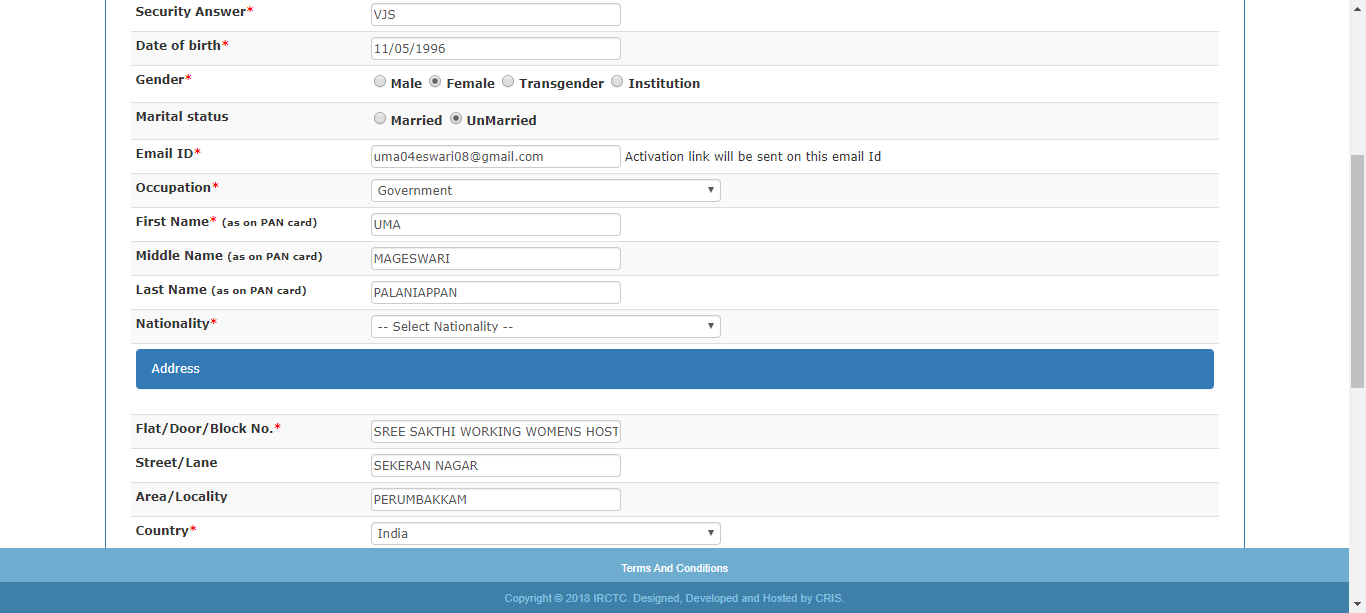 Security Answer* VJS
Date of birth* 11/05/1996
Gender* Male Female Transgender Institution
Marital status Married UnMarried
Email ID* uma04eswari08@gmail.com Activation link will be sent on this email Id
Occupation* Government
First Name* (as on PAN card) UMA
Middle Name (as on PAN card) MAGESWARI
Last Name (as on PAN card) PALANIAPPAN
Nationality* -- Select Nationality --
Address
Flat/Door/Block No.* SREE SAKTHI WORKING WOMENS HOST
Street/Lane SEKERAN NAGAR
Area/Locality PERUMBAKKAM
Country* India
Terms And Conditions
Copyright © 2018 IRCTC. Designed, Developed and Hosted by CRIS.